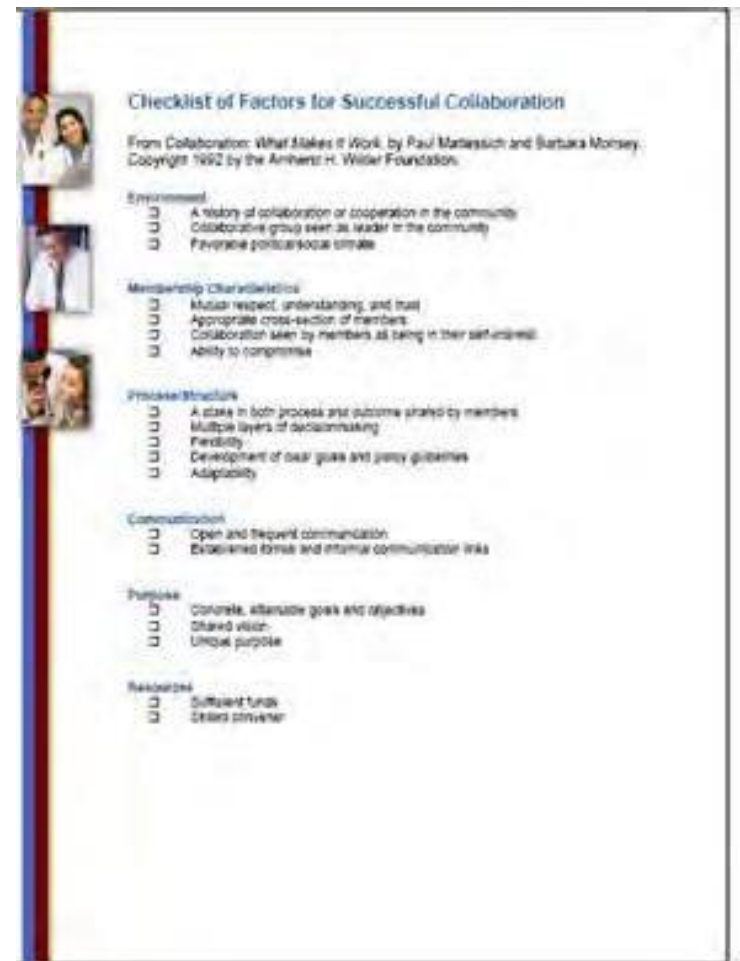 Checklist of Factors for Successful Collaboration
From Collaboration: What Makes It Work, by Paul Mattessich and Barbara Monsey.
Copyright 1992 by the Amherst H. Wilder Foundation.
Environment
❑ A history of collaboration or cooperation in the community
❑ Collaborative group seen as leader in the community
❑ Favorable political/social climate
Membership Characteristics
❑ Mutual respect, understanding, and trust
❑ Appropriate cross-section of members
❑ Collaboration seen by members as being in their self-interest
❑ Ability to compromise
Process/Structure
❑ A stake in both process and outcome shared by members
❑ Multiple layers of decisionmaking
❑ Flexibility
❑ Development of clear goals and policy guidelines
❑ Adaptability
Communication
❑ Open and frequent communication
❑ Established formal and informal communication links
Purpose
❑ Concrete, attainable goals and objectives
❑ Shared vision
❑ Unique purpose
Resources
❑ Sufficient funds
❑ Skilled convener